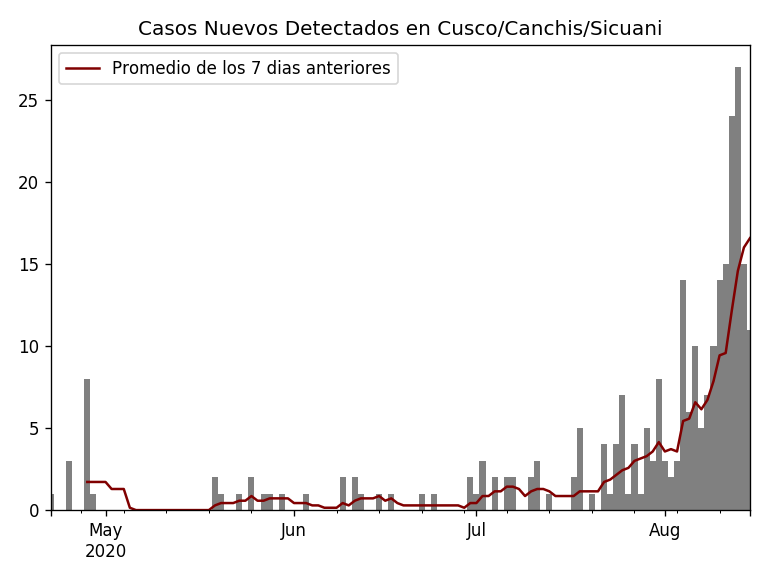 Casos Nuevos Detectados en Cusco/Canchis/Sicuani
Promedio de los 7 dias anteriores
25
20
15
10
5
0
May Jun Jul Aug
2020